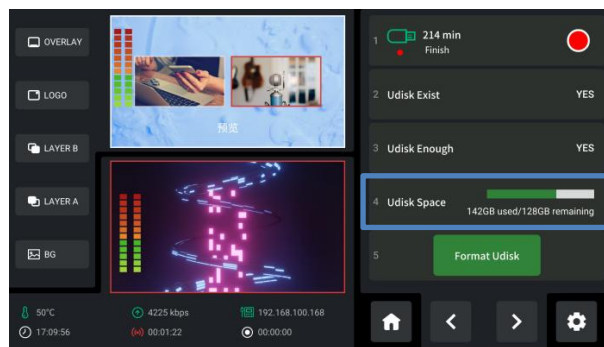 OVERLAY
LOGO
LAYER B
LAYER A
BG
预览
50°C
4225 kbps
192.168.100.168
17:09:56
00:01:22
00:00:00
1 214 min
Finish
2 Udisk Exist YES
3 Udisk Enough YES
4 Udisk Space
142GB used/128GB remaining
5 Format Udisk